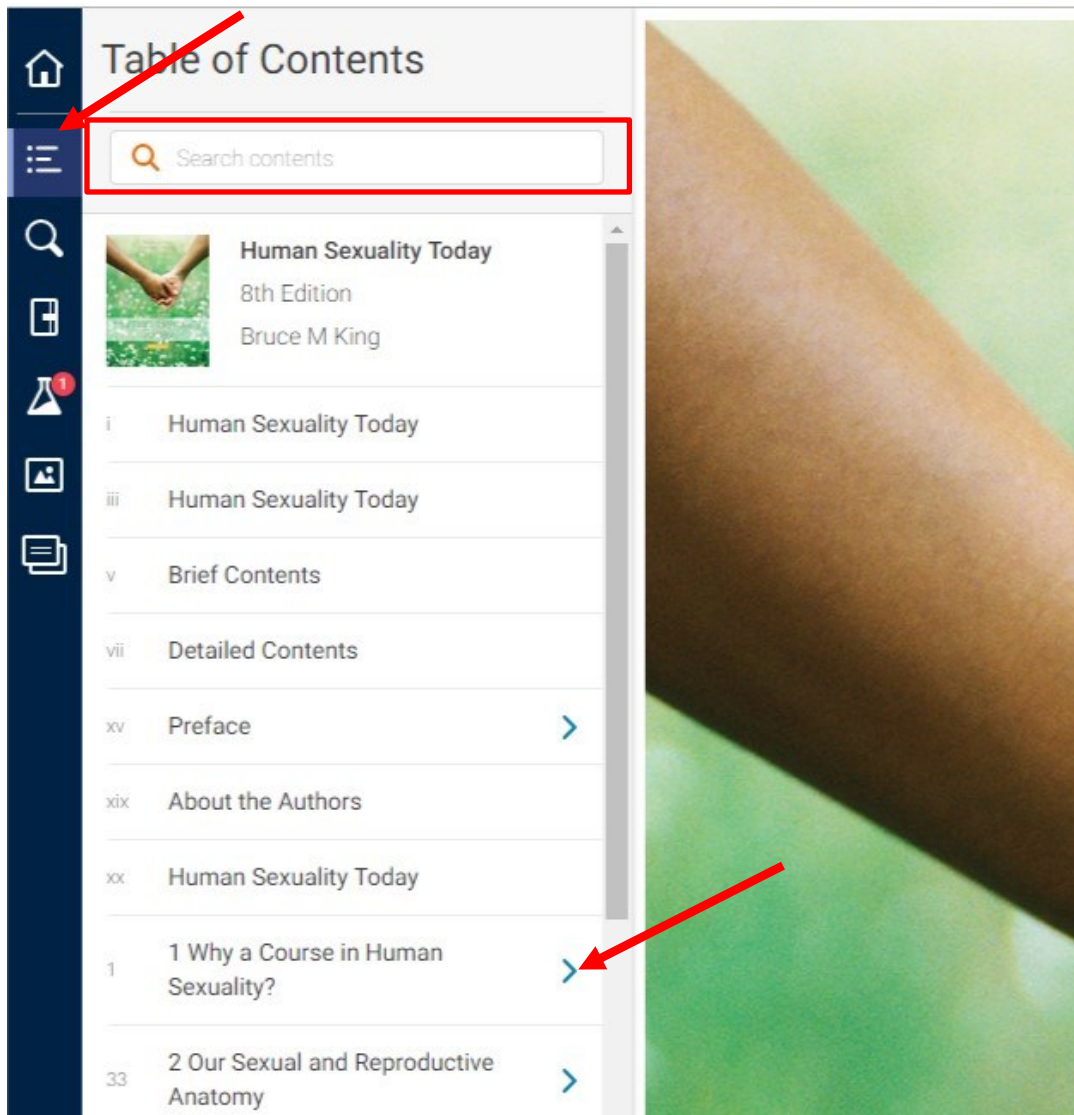 Table of Contents
Search contents
Human Sexuality Today
8th Edition
Bruce M King
1
i Human Sexuality Today
iii Human Sexuality Today
v Brief Contents
vii Detailed Contents
xv Preface
xix About the Authors
xx Human Sexuality Today
1 1 Why a Course in Human
Sexuality?
33 2 Our Sexual and Reproductive
Anatomy